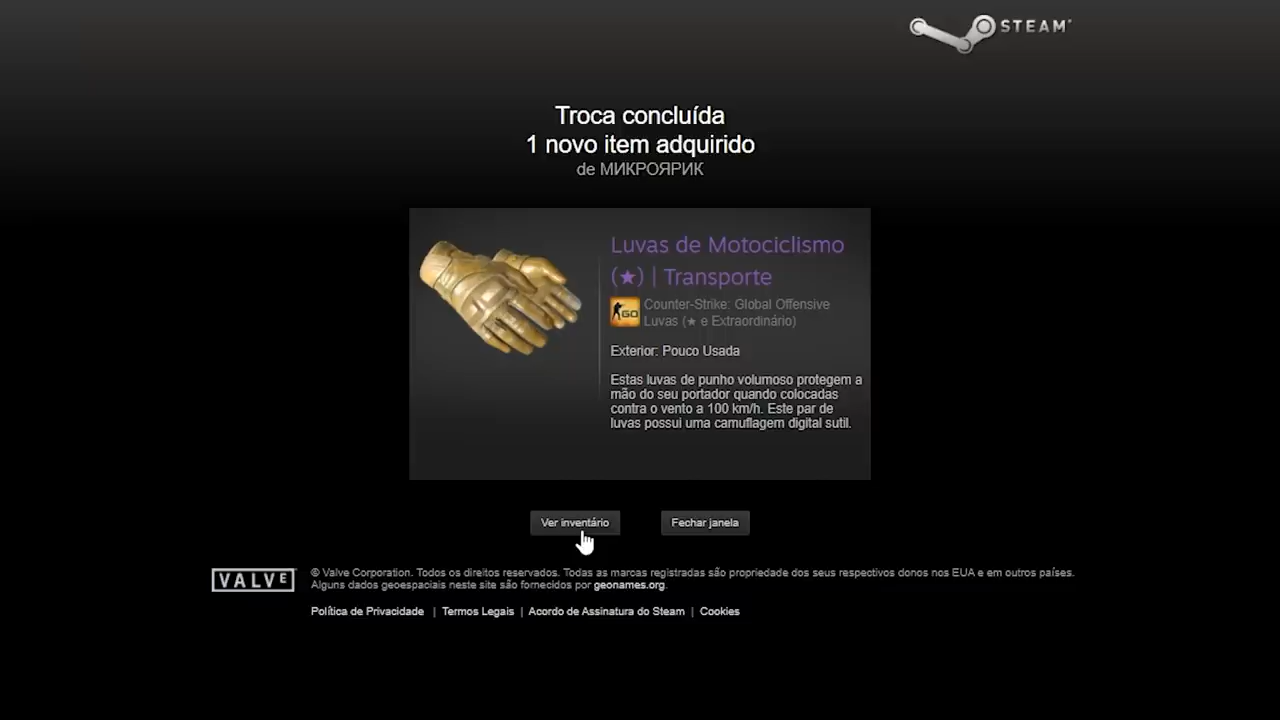 STEAM
Troca concluída
1 novo item adquirido
de МИКРОЯРИК
Luvas de Motociclismo
(★) | Transporte
GO
Counter-Strike: Global Offensive
Luvas (★ e Extraordinário)
Exterior: Pouco Usada
Estas luvas de punho volumoso protegem a
mão do seu portador quando colocadas
contra o vento a 100 km/h. Este par de
luvas possui uma camuflagem digital sutil.
Ver inventário
Fechar janela
VALVE
© Valve Corporation. Todos os direitos reservados. Todas as marcas registradas são propriedade dos seus respectivos donos nos EUA e em outros países.
Alguns dados geoespaciais neste site são fornecidos por geonames.org.
Política de Privacidade | Termos Legais | Acordo de Assinatura do Steam | Cookies